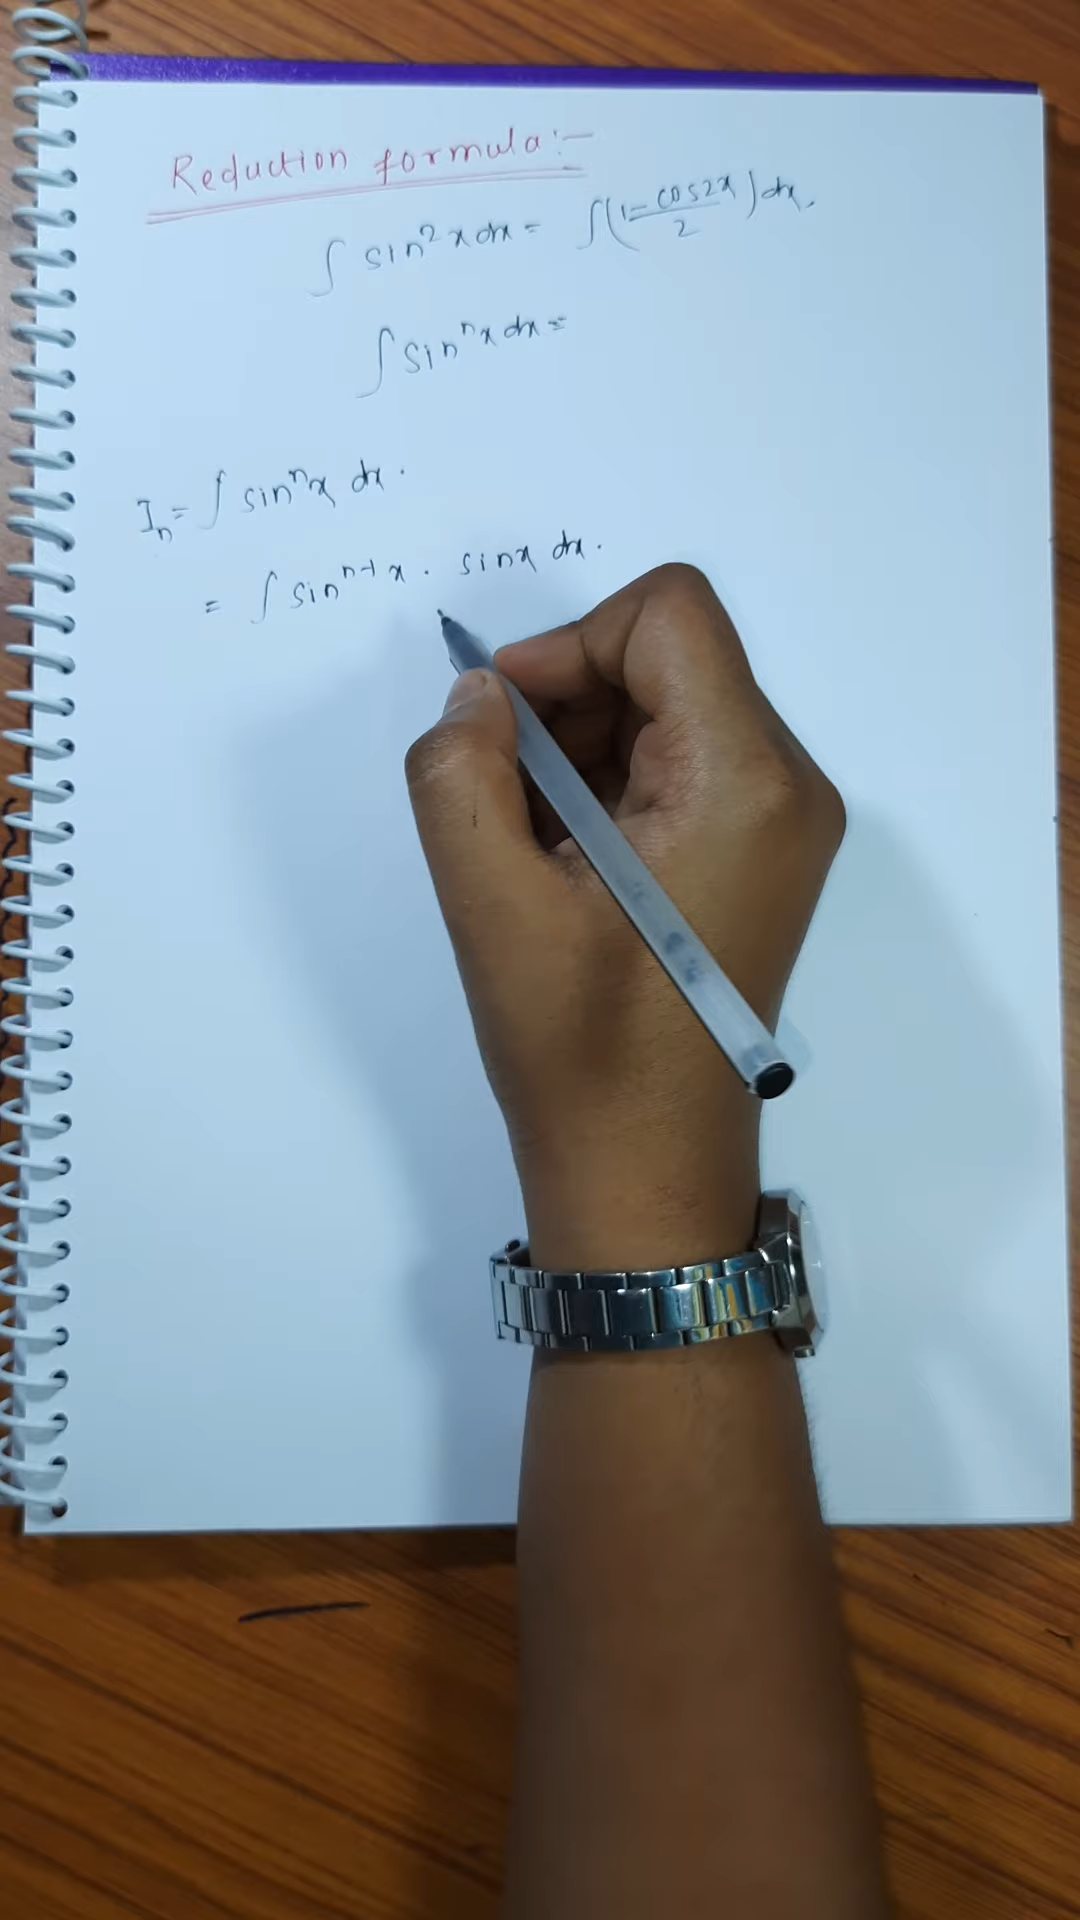 Reduction formula :-
∫ sin²x dx = ∫(1-cos2x/2)dx.
∫ sinⁿx dx =
Iₙ = ∫ sinⁿx dx.
= ∫ sinⁿ⁻¹x . sinx dx.